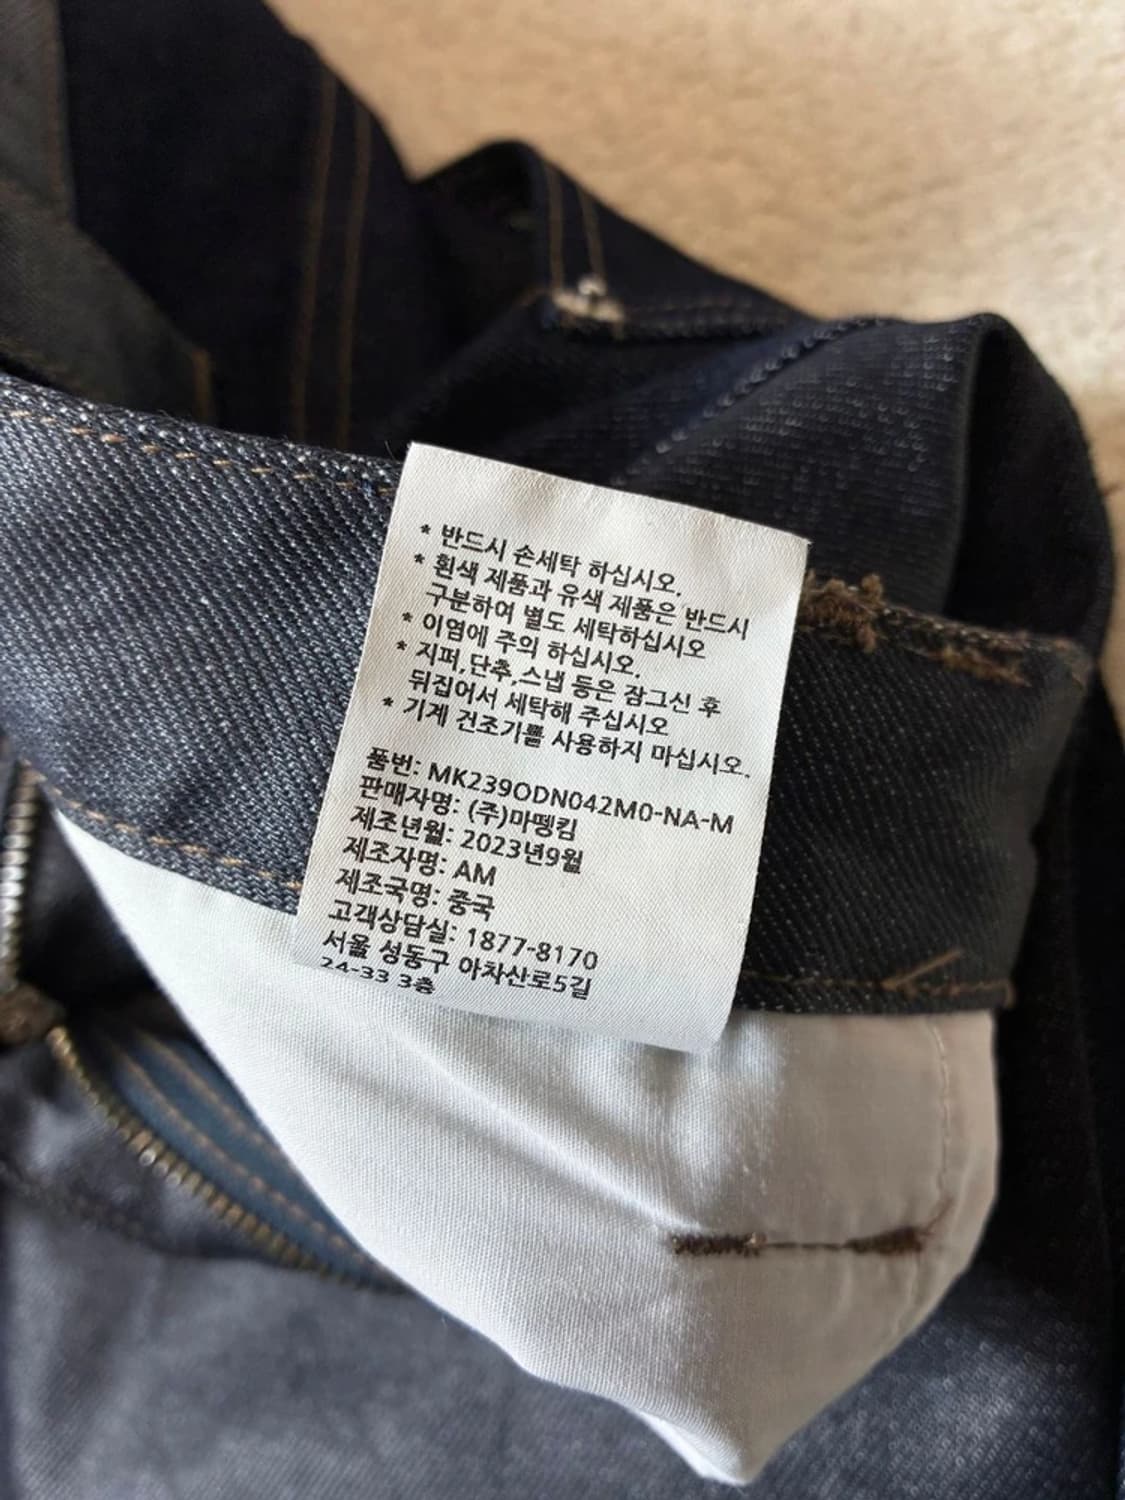 * 반드시 손세탁 하십시오.
* 흰색 제품과 유색 제품은 반드시
구분하여 별도 세탁하십시오
* 이염에 주의 하십시오.
* 지퍼,단추,스냅 등은 잠그신 후
뒤집어서 세탁해 주십시오
* 기계 건조기를 사용하지 마십시오.
품번: MK239ODN042M0-NA-M
판매자명: (주)마뗑킴
제조년월: 2023년9월
제조자명: AM
제조국명: 중국
고객상담실: 1877-8170
서울 성동구 아차산로5길
24-33 3층